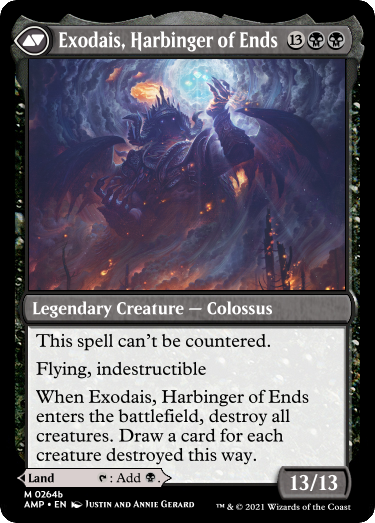 Exodais, Harbinger of Ends 13BB
Legendary Creature — Colossus
This spell can't be countered.
Flying, indestructible
When Exodais, Harbinger of Ends
enters the battlefield, destroy all
creatures. Draw a card for each
creature destroyed this way.
Land : Add .
13/13
M 0264b
AMP • EN Justin and Annie Gerard ™ & © 2021 Wizards of the Coast